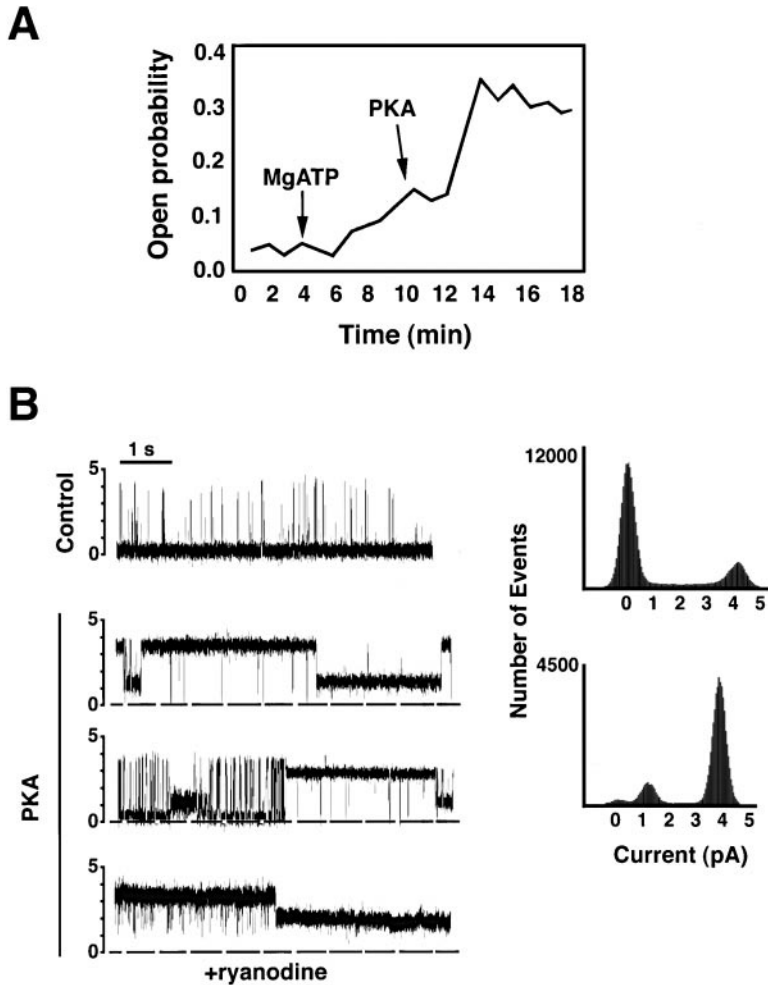 A
Open probability
0.4
0.3
0.2
0.1
0.0
MgATP
PKA
0 2 4 6 8 10 12 14 16 18
Time (min)
B
1 s
Control
5
0
PKA
5
0
5
0
5
0
+ryanodine
Number of Events
12000
0 1 2 3 4 5
4500
0 1 2 3 4 5
Current (pA)